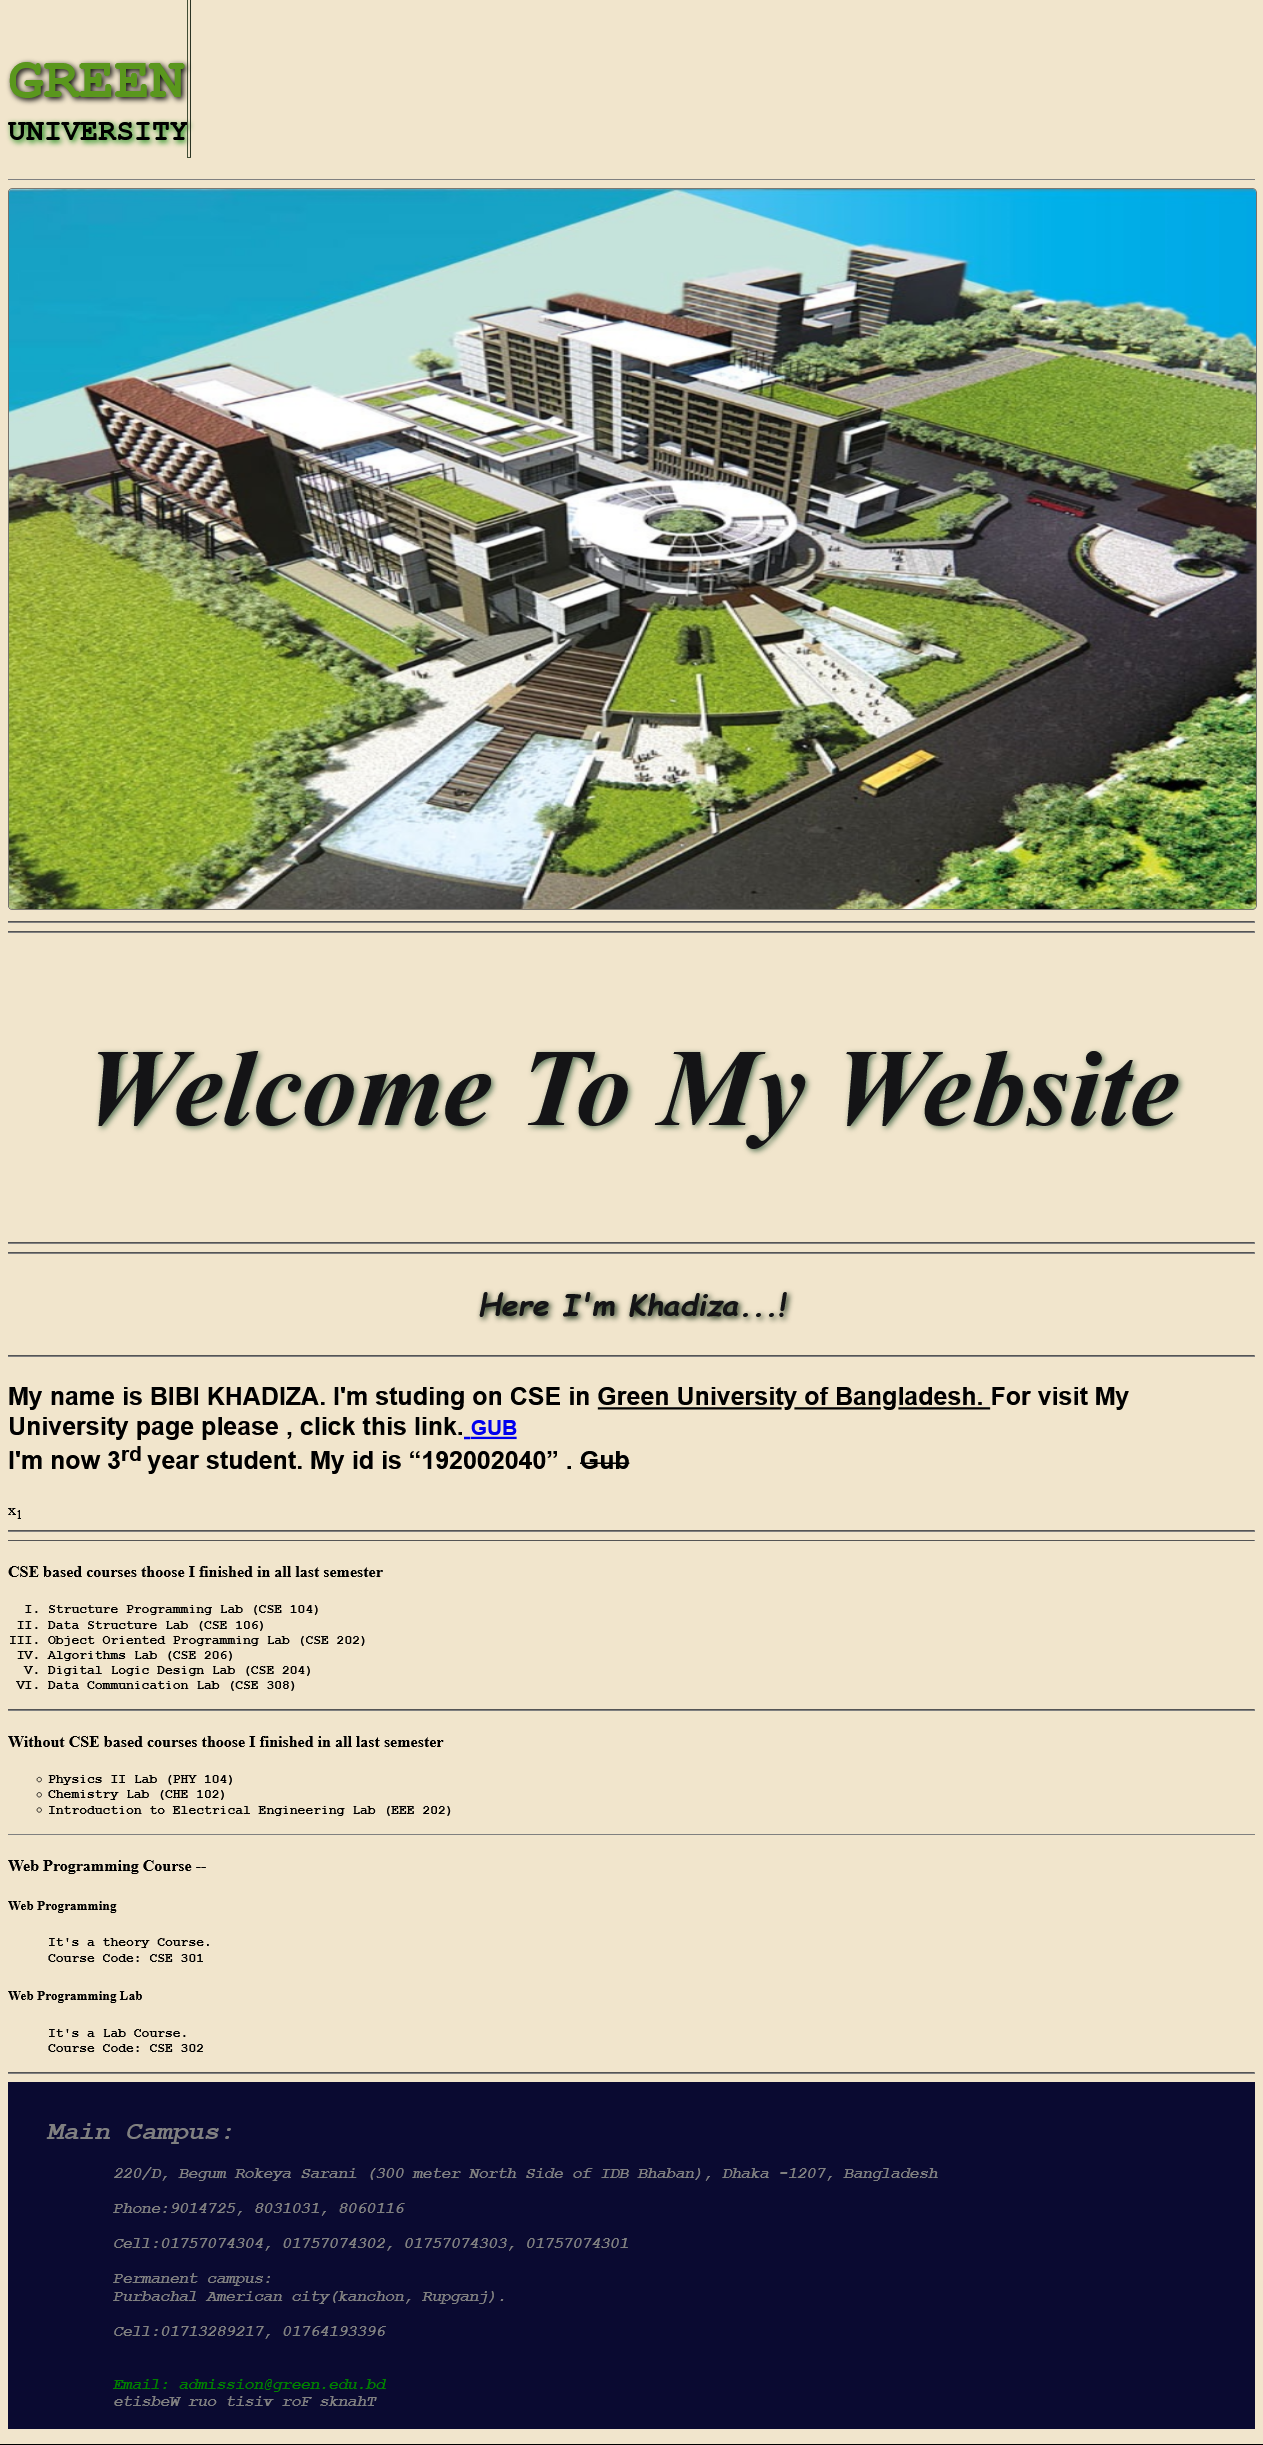 GREEN
UNIVERSITY
Welcome To My Website
Here I'm Khadiza...!
My name is BIBI KHADIZA. I'm studing on CSE in Green University of Bangladesh. For visit My
University page please , click this link. GUB
I'm now 3rd year student. My id is “192002040” . Gub
x1
CSE based courses thoose I finished in all last semester
I. Structure Programming Lab (CSE 104)
II. Data Structure Lab (CSE 106)
III. Object Oriented Programming Lab (CSE 202)
IV. Algorithms Lab (CSE 206)
V. Digital Logic Design Lab (CSE 204)
VI. Data Communication Lab (CSE 308)
Without CSE based courses thoose I finished in all last semester
Physics II Lab (PHY 104)
Chemistry Lab (CHE 102)
Introduction to Electrical Engineering Lab (EEE 202)
Web Programming Course --
Web Programming
It's a theory Course.
Course Code: CSE 301
Web Programming Lab
It's a Lab Course.
Course Code: CSE 302
Main Campus:
220/D, Begum Rokeya Sarani (300 meter North Side of IDB Bhaban), Dhaka -1207, Bangladesh
Phone:9014725, 8031031, 8060116
Cell:01757074304, 01757074302, 01757074303, 01757074301
Permanent campus:
Purbachal American city(kanchon, Rupganj).
Cell:01713289217, 01764193396
Email: admission@green.edu.bd
etisbeW ruo tisiv roF sknahT